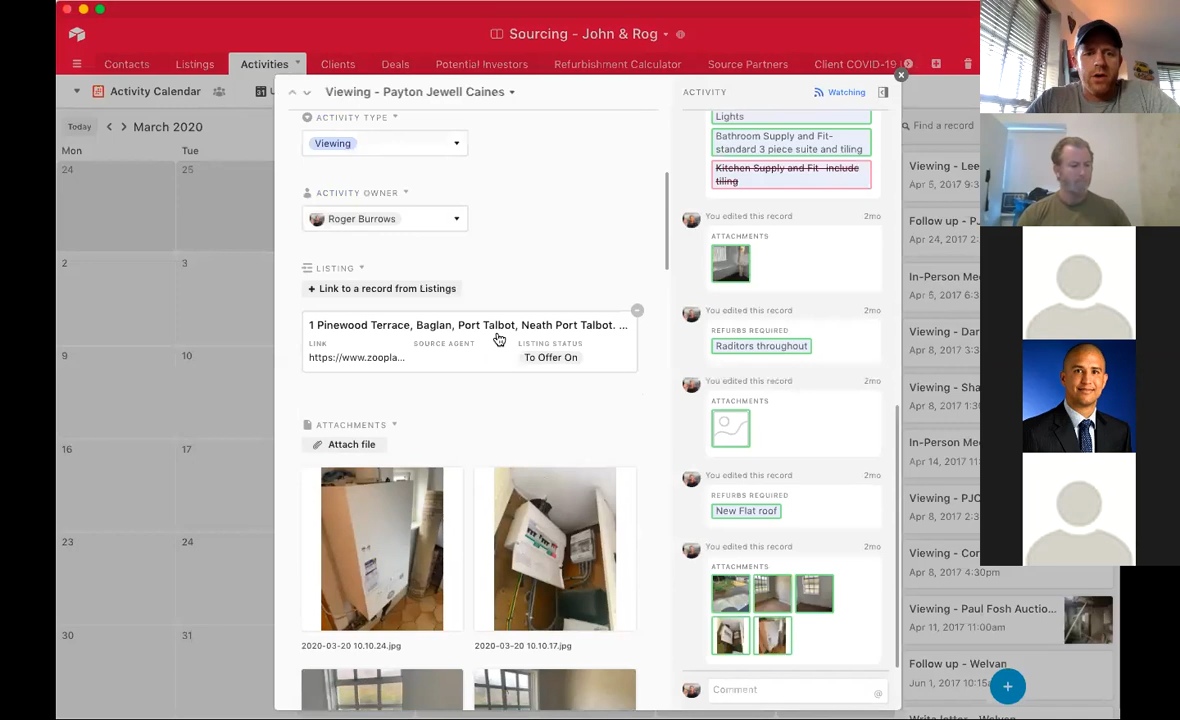 Sourcing - John & Rog
Contacts
Listings
Activities
Clients
Deals
Potential Investors
Refurbishment Calculator
Source Partners
Client COVID-19
Activity Calendar
Today
March 2020
Mon
Tue
24
25
2
3
9
10
16
17
23
24
30
31
Viewing - Payton Jewell Caines
ACTIVITY TYPE
Viewing
ACTIVITY OWNER
Roger Burrows
LISTING
+ Link to a record from Listings
1 Pinewood Terrace, Baglan, Port Talbot, Neath Port Talbot. ...
LINK
SOURCE AGENT
LISTING STATUS
https://www.zoopla...
To Offer On
ATTACHMENTS
Attach file
2020-03-20 10.10.24.jpg
2020-03-20 10.10.17.jpg
ACTIVITY
Watching
Lights
Bathroom Supply and Fit-
standard 3 piece suite and tiling
Kitchen Supply and Fit- include
tiling
You edited this record
2mo
ATTACHMENTS
You edited this record
2mo
REFURBS REQUIRED
Raditors throughout
You edited this record
2mo
ATTACHMENTS
You edited this record
2mo
REFURBS REQUIRED
New Flat roof
You edited this record
2mo
ATTACHMENTS
Comment
@
Find a record
Viewing - Lee
Apr 5, 2017 9:3
Follow up - PJ
Apr 24, 2017 3:
In-Person Me
Apr 5, 2017 6:3
Viewing - Dar
Apr 8, 2017 11:
Viewing - Sha
Apr 8, 2017 1:3
In-Person Me
Apr 14, 2017 11
Viewing - PJC
Apr 8, 2017 2:3
Viewing - Cor
Apr 8, 2017 4:30pm
Viewing - Paul Fosh Auctio...
Apr 11, 2017 11:00am
Follow up - Welvan
Jun 1, 2017 10:15a
+
Write letter - Welvan